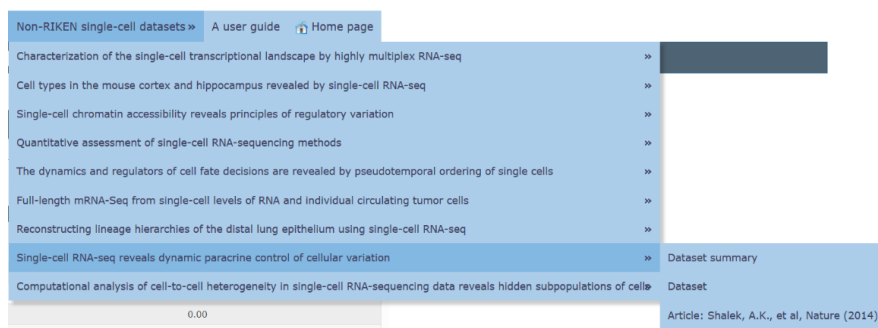 Non-RIKEN single-cell datasets » A user guide Home page
Characterization of the single-cell transcriptional landscape by highly multiplex RNA-seq »
Cell types in the mouse cortex and hippocampus revealed by single-cell RNA-seq »
Single-cell chromatin accessibility reveals principles of regulatory variation »
Quantitative assessment of single-cell RNA-sequencing methods »
The dynamics and regulators of cell fate decisions are revealed by pseudotemporal ordering of single cells »
Full-length mRNA-Seq from single-cell levels of RNA and individual circulating tumor cells »
Reconstructing lineage hierarchies of the distal lung epithelium using single-cell RNA-seq »
Single-cell RNA-seq reveals dynamic paracrine control of cellular variation » Dataset summary
Computational analysis of cell-to-cell heterogeneity in single-cell RNA-sequencing data reveals hidden subpopulations of cells » Dataset
0.00 Article: Shalek, A.K., et al, Nature (2014)